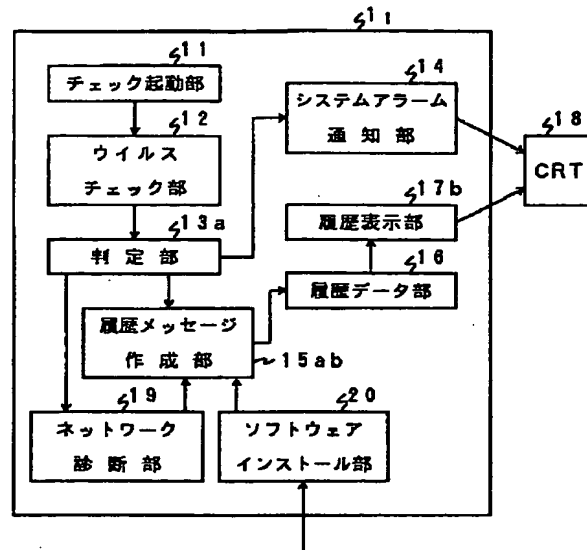 11
11
チェック起動部
12
ウイルス
チェック部
13a
判定部
14
システムアラーム
通知部
18
CRT
17b
履歴表示部
16
履歴データ部
履歴メッセージ
作成部
15ab
19
ネットワーク
診断部
20
ソフトウェア
インストール部